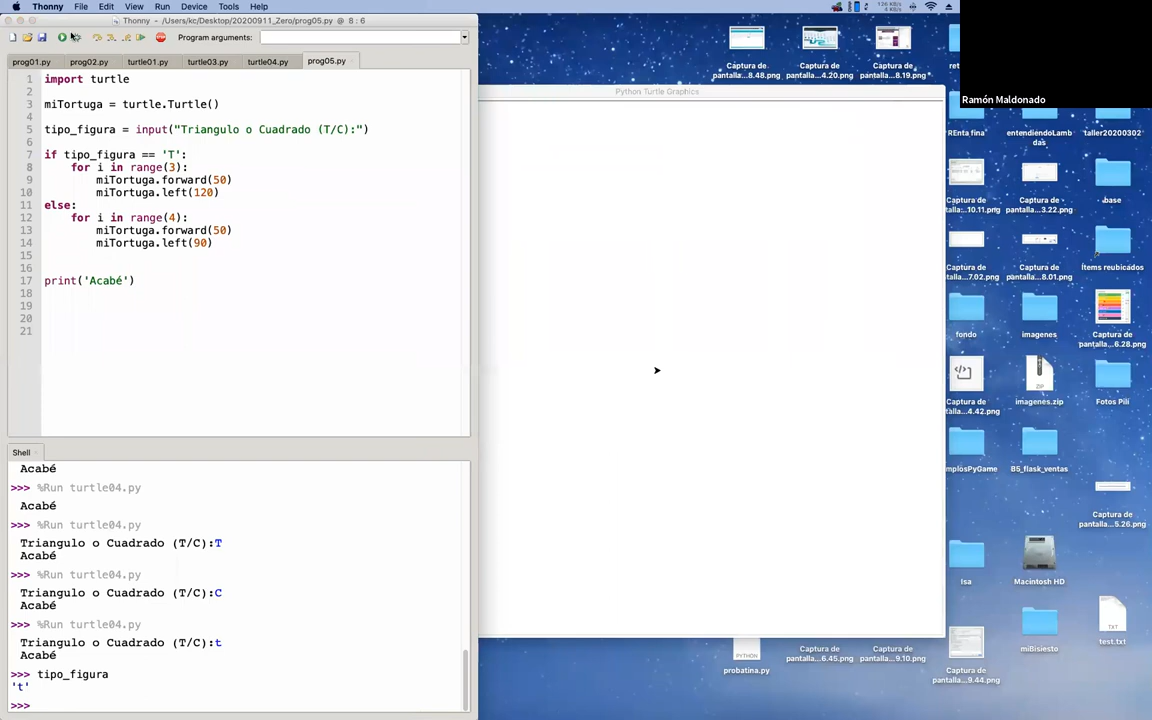 Thonny File Edit View Run Device Tools Help
126 KB/s
4 KB/s
Thonny - /Users/kc/Desktop/20200911_Zero/prog05.py @ 8 : 6
Program arguments:
prog01.py prog02.py turtle01.py turtle03.py turtle04.py prog05.py
1 import turtle
2
3 miTortuga = turtle.Turtle()
4
5 tipo_figura = input("Triangulo o Cuadrado (T/C):")
6
7 if tipo_figura == 'T':
8 for i in range(3):
9 miTortuga.forward(50)
10 miTortuga.left(120)
11 else:
12 for i in range(4):
13 miTortuga.forward(50)
14 miTortuga.left(90)
15
16
17 print('Acabé')
18
19
20
21
Shell
Acabé
>>> %Run turtle04.py
Acabé
>>> %Run turtle04.py
Triangulo o Cuadrado (T/C):T
Acabé
>>> %Run turtle04.py
Triangulo o Cuadrado (T/C):C
Acabé
>>> %Run turtle04.py
Triangulo o Cuadrado (T/C):t
Acabé
>>> tipo_figura
't'
>>>
Python Turtle Graphics
Ramón Maldonado
Captura de
pantalla...8.48.png
Captura de
pantalla...4.20.png
Captura de
pantalla...8.19.png
ret
REnta fina
entendiendoLamb
das
taller20200302
Captura de
pantalla...10.11.png
Captura de
pantalla...3.22.png
base
Captura de
pantalla...7.02.png
Captura de
pantalla...8.01.png
Ítems reubicados
fondo
imagenes
Captura de
pantalla...6.28.png
Captura de
pantalla...4.42.png
ZIP
imagenes.zip
Fotos Pili
mplosPyGame
B5_flask_ventas
Captura de
pantalla...5.26.png
Isa
Macintosh HD
PYTHON
probatina.py
Captura de
pantalla...6.45.png
Captura de
pantalla...9.10.png
Captura de
pantalla...9.44.png
miBisiesto
TXT
test.txt